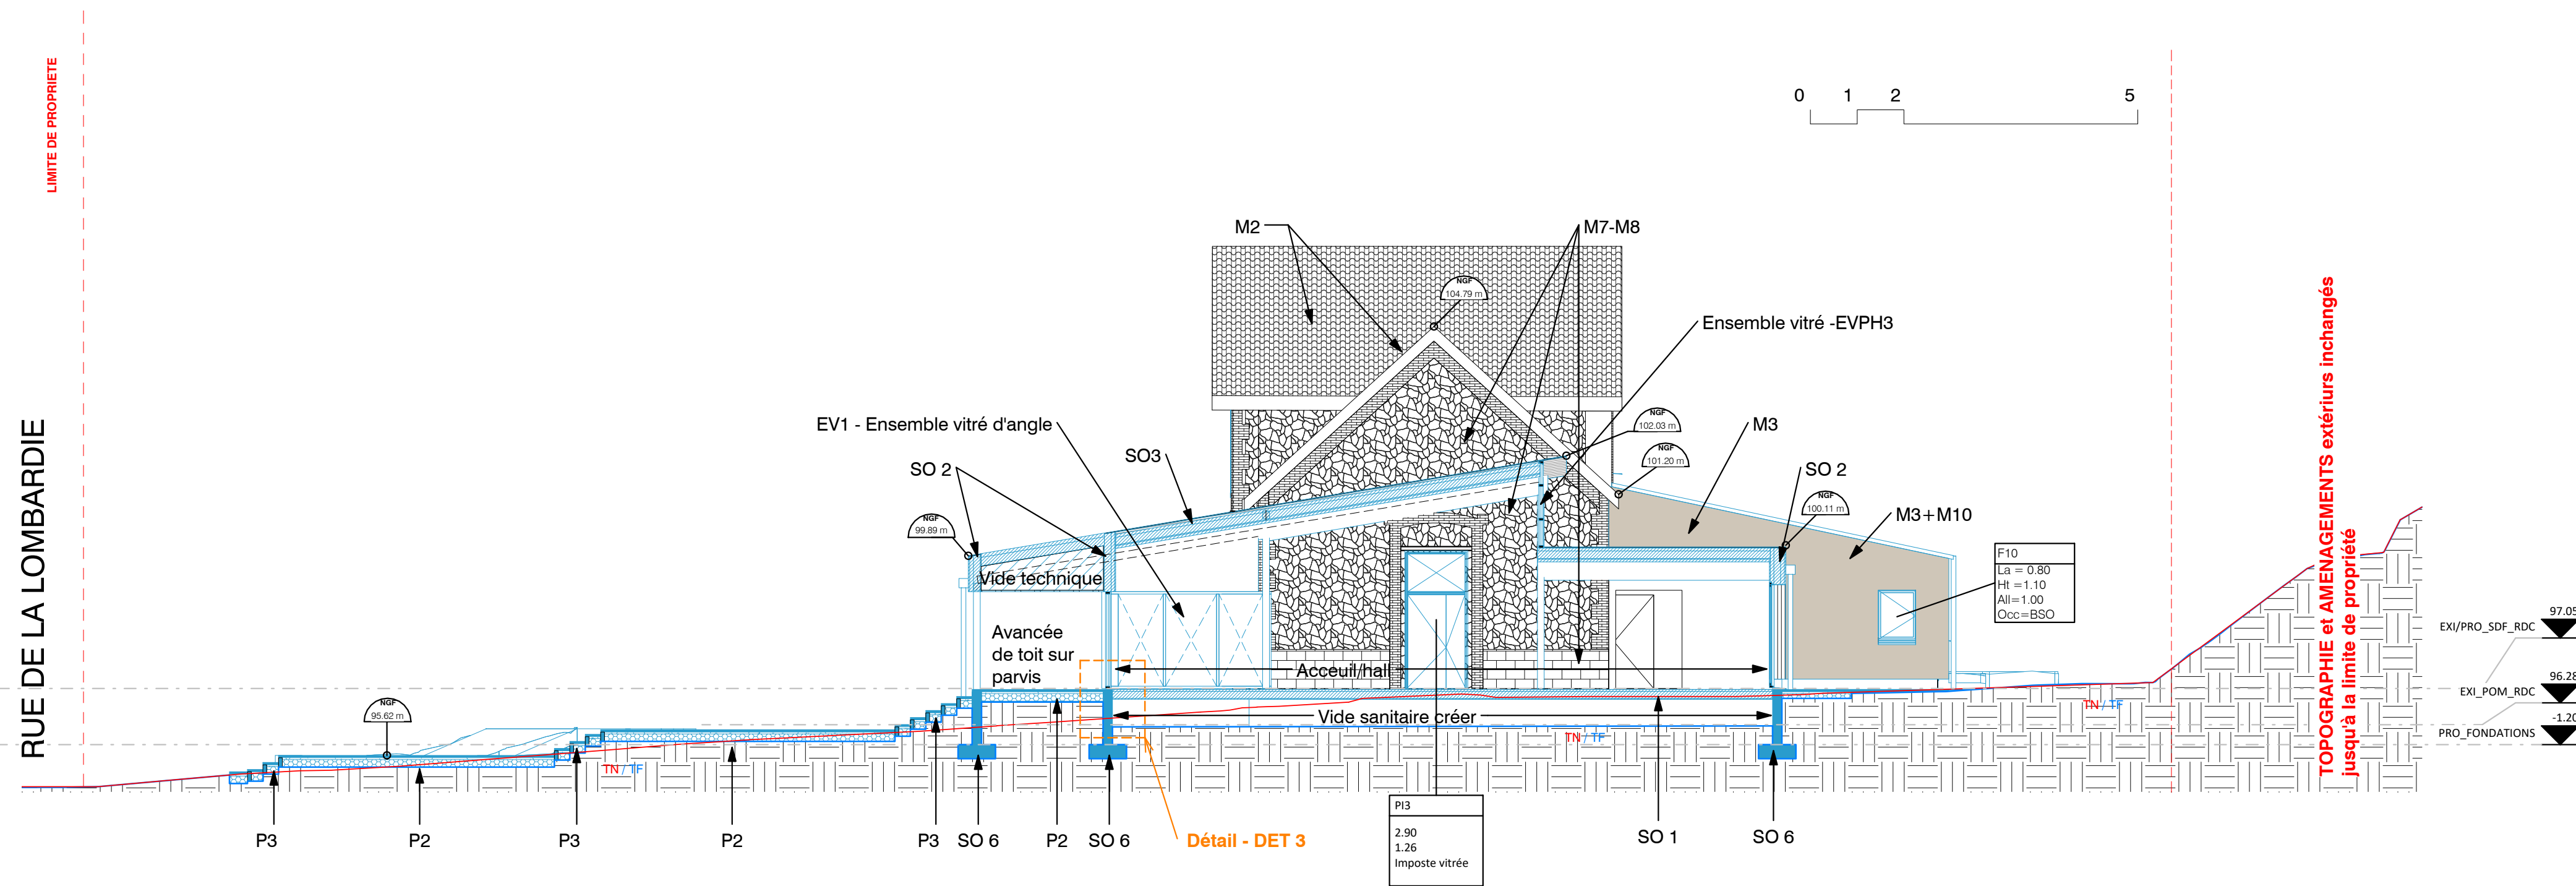 LIMITE DE PROPRIETE
RUE DE LA LOMBARDIE
0 1 2 5
M2
M7-M8
NGF
104.79 m
Ensemble vitré -EVPH3
EV1 - Ensemble vitré d'angle
SO3
SO 2
NGF
102.03 m
NGF
101.20 m
M3
SO 2
NGF
100.11 m
M3+M10
NGF
99.89 m
F10
La = 0.80
Ht =1.10
All=1.00
Occ=BSO
Vide technique
Avancée
de toit sur
parvis
Acceuil/hall
Vide sanitaire créer
NGF
95.62 m
TN / TF
TN / TF
TN / TF
TOPOGRAPHIE et AMENAGEMENTS extérieurs inchangés
jusqu'à la limite de propriété
97.05
EXI/PRO_SDF_RDC
96.28
EXI_POM_RDC
-1.20
PRO_FONDATIONS
P3
P2
P3
P2
P3
SO 6
P2
SO 6
Détail - DET 3
PI3
2.90
1.26
Imposte vitrée
SO 1
SO 6